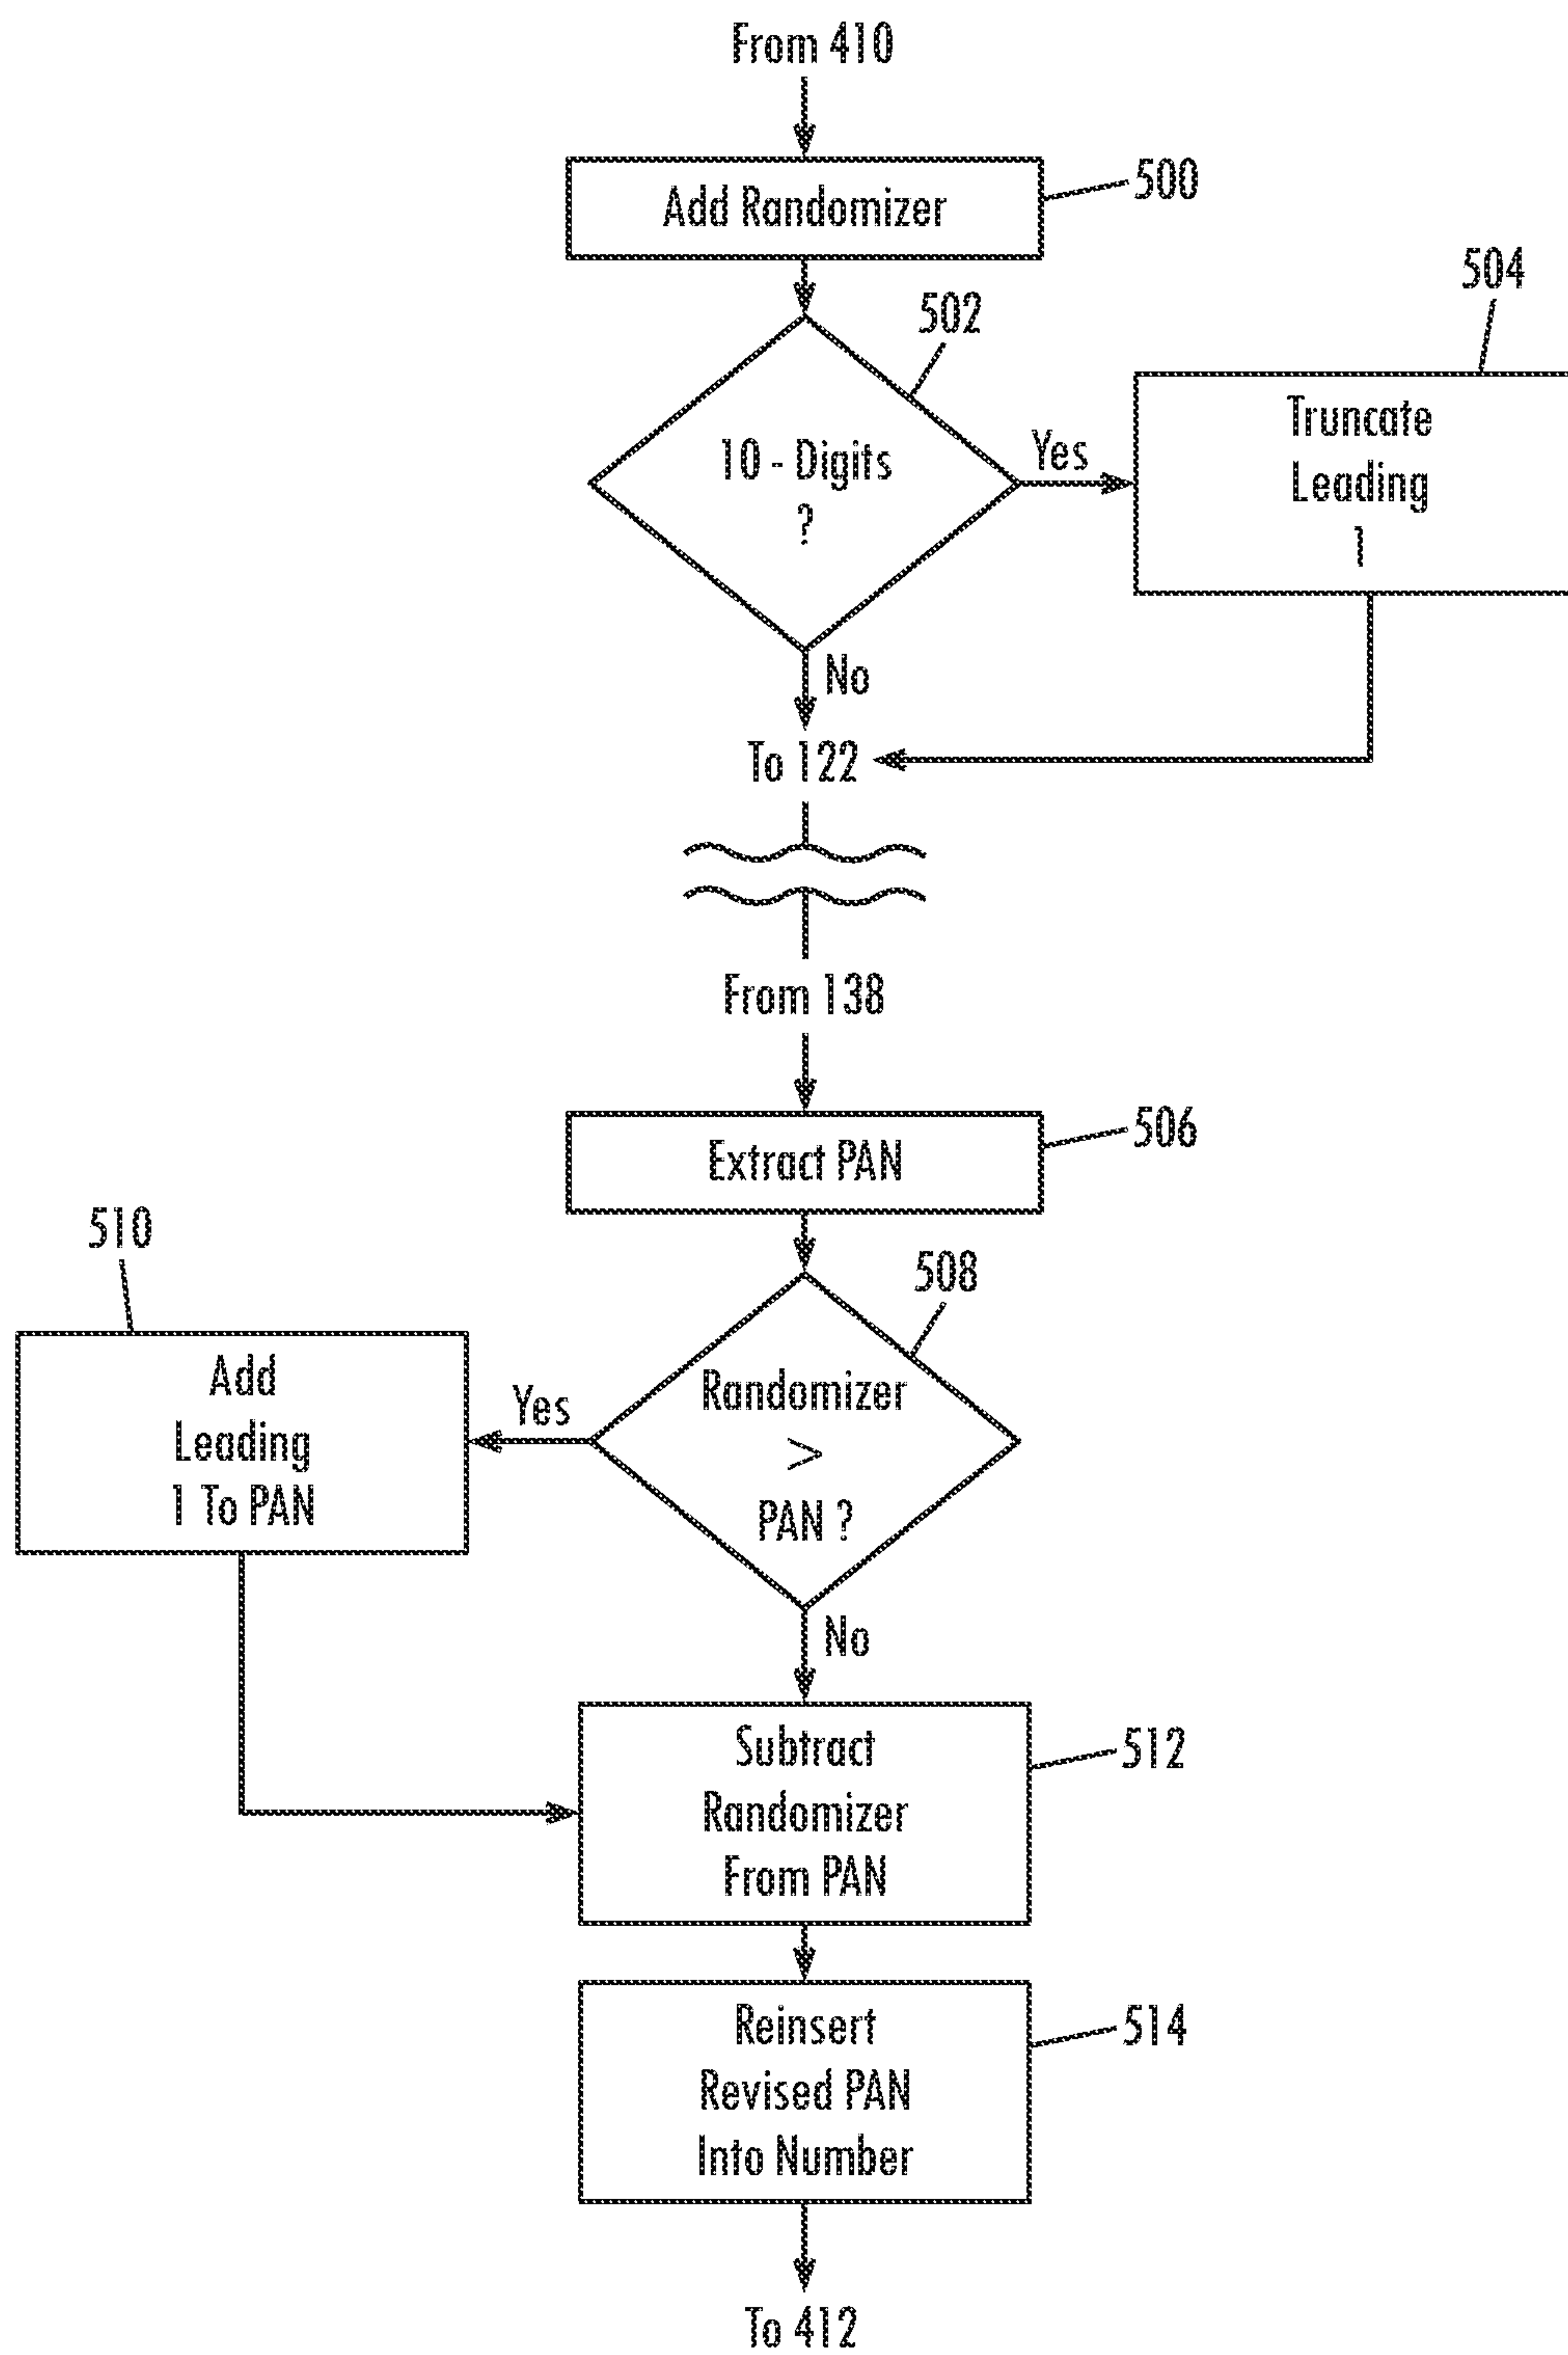 From 410
Add Randomizer
500
502
504
10 - Digits
?
Yes
Truncate
Leading
1
No
To 122
From 138
Extract PAN
506
508
510
Randomizer
>
PAN ?
Yes
Add
Leading
1 To PAN
No
Subtract
Randomizer
From PAN
512
Reinsert
Revised PAN
Into Number
514
To 412